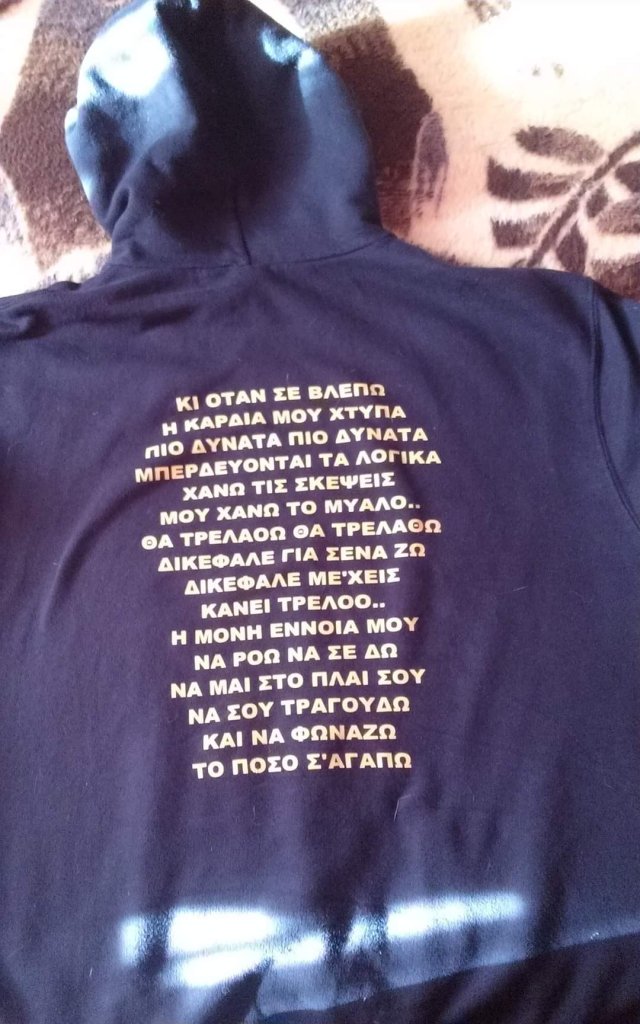 ΚΙ ΟΤΑΝ ΣΕ ΒΛΕΠΩ
Η ΚΑΡΔΙΑ ΜΟΥ ΧΤΥΠΑ
ΠΙΟ ΔΥΝΑΤΑ ΠΙΟ ΔΥΝΑΤΑ
ΜΠΕΡΔΕΥΟΝΤΑΙ ΤΑ ΛΟΓΙΚΑ
ΧΑΝΩ ΤΙΣ ΣΚΕΨΕΙΣ
ΜΟΥ ΧΑΝΩ ΤΟ ΜΥΑΛΟ..
ΘΑ ΤΡΕΛΑΘΩ ΘΑ ΤΡΕΛΑΘΩ
ΔΙΚΕΦΑΛΕ ΓΙΑ ΣΕΝΑ ΖΩ
ΔΙΚΕΦΑΛΕ ΜΕ'ΧΕΙΣ
ΚΑΝΕΙ ΤΡΕΛΟΟ..
Η ΜΟΝΗ ΕΝΝΟΙΑ ΜΟΥ
ΝΑ ΡΘΩ ΝΑ ΣΕ ΔΩ
ΝΑ ΜΑΙ ΣΤΟ ΠΛΑΙ ΣΟΥ
ΝΑ ΣΟΥ ΤΡΑΓΟΥΔΩ
ΚΑΙ ΝΑ ΦΩΝΑΖΩ
ΤΟ ΠΟΣΟ Σ'ΑΓΑΠΩ